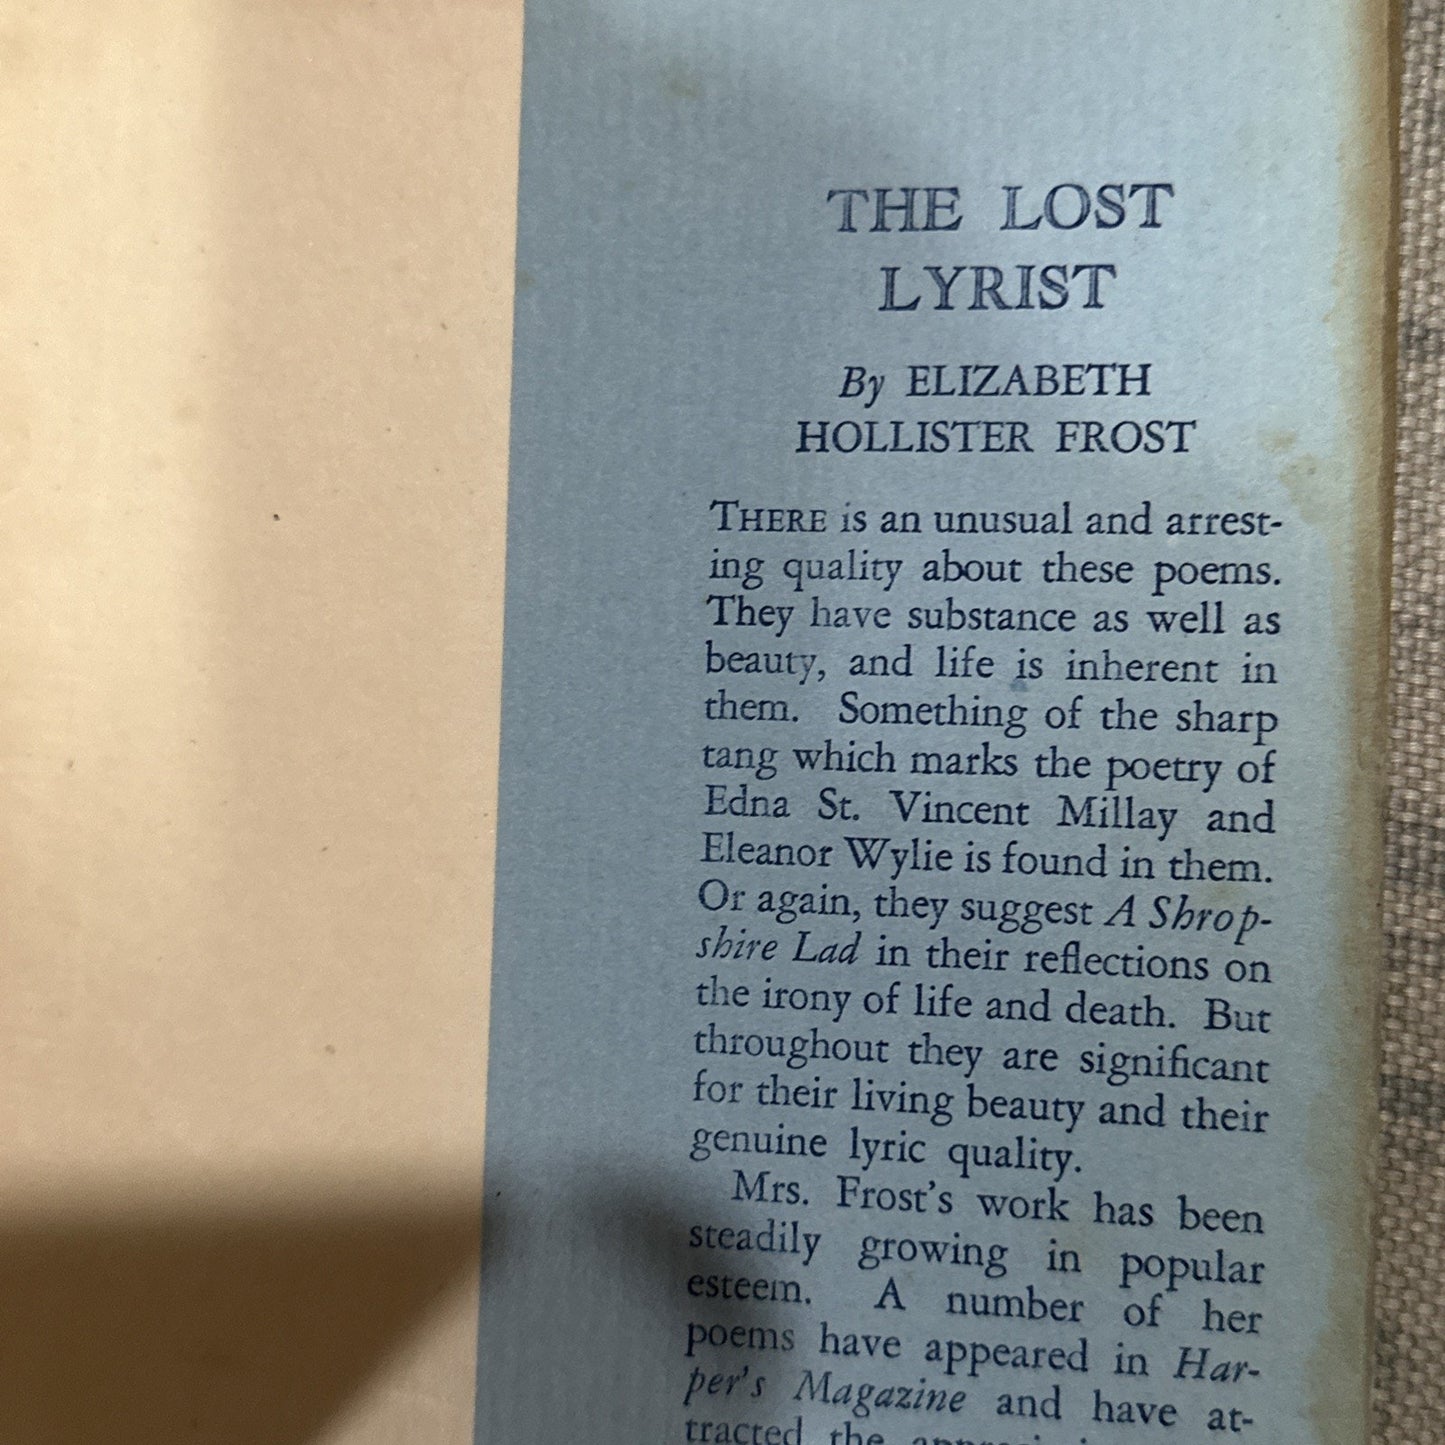 THE LOST
LYRIST
By ELIZABETH
HOLLISTER FROST
THERE is an unusual and arrest-
ing quality about these poems.
They have substance as well as
beauty, and life is inherent in
them. Something of the sharp
tang which marks the poetry of
Edna St. Vincent Millay and
Eleanor Wylie is found in them.
Or again, they suggest A Shrop-
shire Lad in their reflections on
the irony of life and death. But
throughout they are significant
for their living beauty and their
genuine lyric quality.
Mrs. Frost's work has been
steadily growing in popular
esteem. A number of her
poems have appeared in Har-
per's Magazine and have at-
tracted the